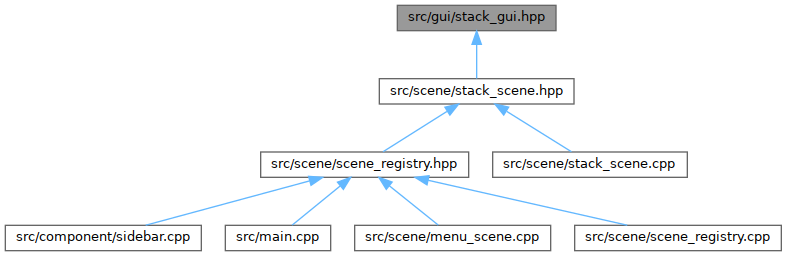 src/gui/stack_gui.hpp
src/scene/stack_scene.hpp
src/scene/scene_registry.hpp
src/scene/stack_scene.cpp
src/component/sidebar.cpp
src/main.cpp
src/scene/menu_scene.cpp
src/scene/scene_registry.cpp